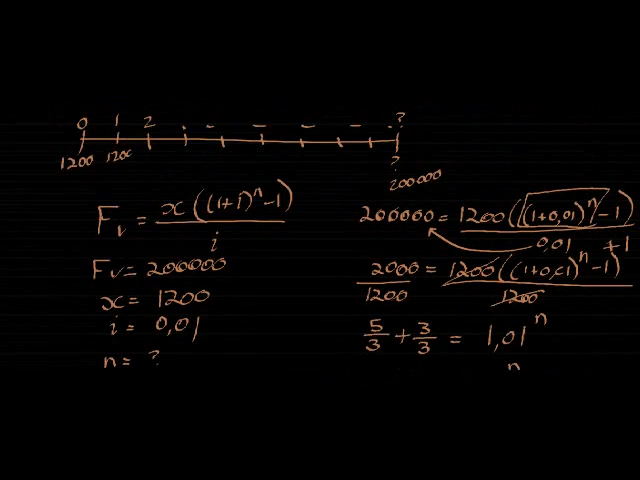 0 1 2 . - - - - .?
1200 1200 ?
200000
Fv = x((1+i)^n -1) / i
Fv = 200000
x = 1200
i = 0,01
n = ?
200000 = 1200((1+0,01)^n -1) / 0,01 +1
2000 / 1200 = 1200((1+0,01)^n -1) / 1200
5/3 + 3/3 = 1,01^n
n